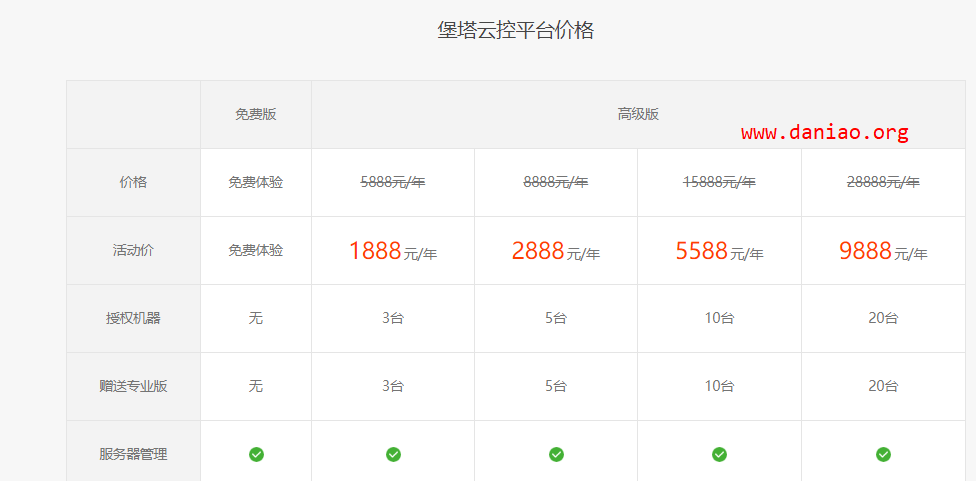 堡塔云控平台价格
免费版 高级版
www.daniao.org
价格 免费体验 5888元/年 8888元/年 15888元/年 28888元/年
活动价 免费体验 1888元/年 2888元/年 5588元/年 9888元/年
授权机器 无 3台 5台 10台 20台
赠送专业版 无 3台 5台 10台 20台
服务器管理